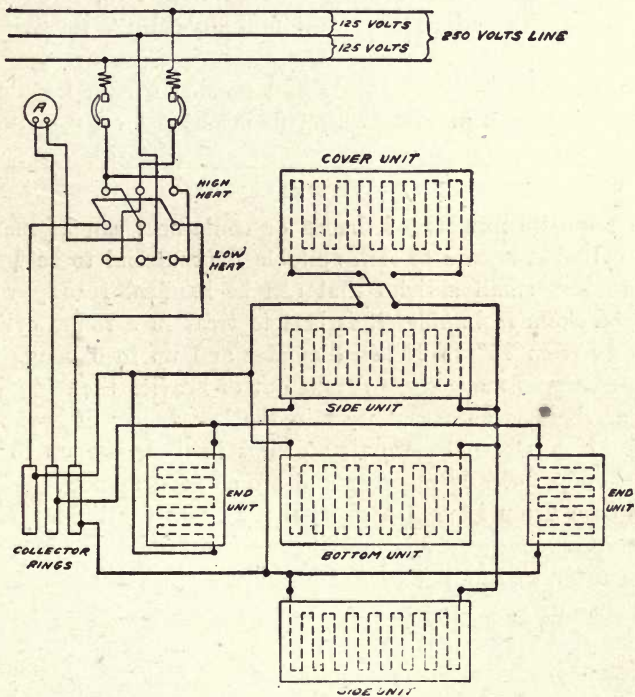 125 VOLTS
125 VOLTS
250 VOLTS LINE
A
HIGH
HEAT
LOW
HEAT
COVER UNIT
SIDE UNIT
END
UNIT
BOTTOM UNIT
END
UNIT
COLLECTOR
RINGS
SIDE UNIT